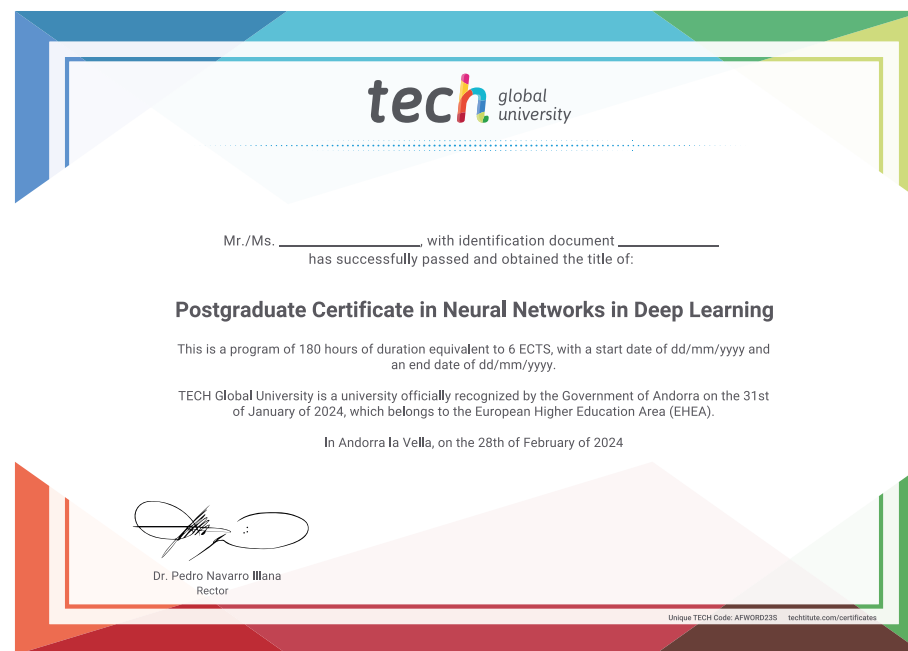 tech global university
Mr./Ms. ____________________, with identification document ______________
has successfully passed and obtained the title of:
Postgraduate Certificate in Neural Networks in Deep Learning
This is a program of 180 hours of duration equivalent to 6 ECTS, with a start date of dd/mm/yyyy and
an end date of dd/mm/yyyy.
TECH Global University is a university officially recognized by the Government of Andorra on the 31st
of January of 2024, which belongs to the European Higher Education Area (EHEA).
In Andorra la Vella, on the 28th of February of 2024
Dr. Pedro Navarro Illana
Rector
Unique TECH Code: AFWORD23S techtitute.com/certificates